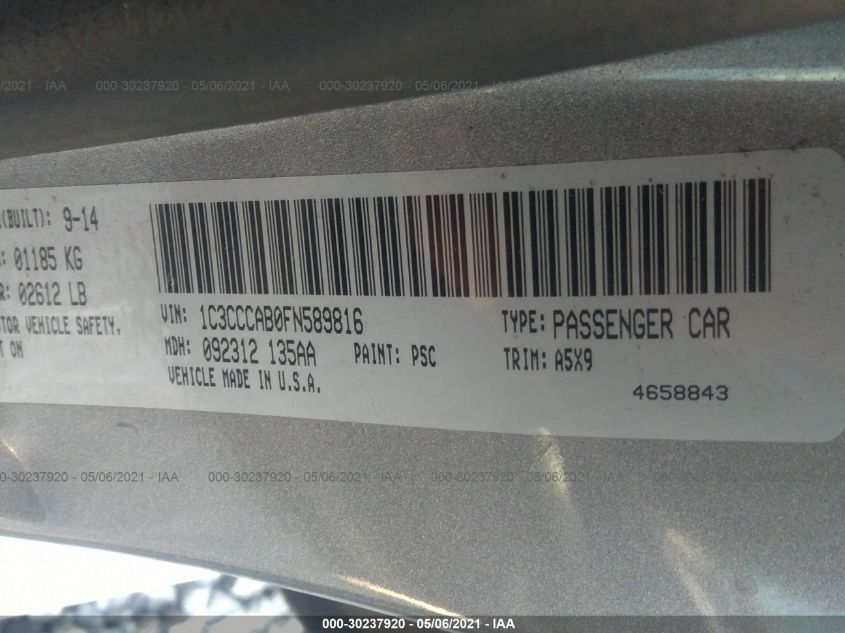 000-30237920 - 05/06/2021 - IAA
000-30237920 - 05/06/2021 - IAA
(BUILT): 9-14
01185 KG
R: 02612 LB
TOR VEHICLE SAFETY,
T ON
VIN: 1C3CCCAB0FN589816
TYPE: PASSENGER CAR
MDH: 092312 135AA
PAINT: PSC
TRIM: A5X9
VEHICLE MADE IN U.S.A.
4658843
/2021 - IAA
000-30237920 - 05/06/2021 - IAA
000-30237920 - 05/06/2021 - IAA
000-30237920 - 05/06/2021 - IAA
000-30237920 - 05/06/2021 - IAA